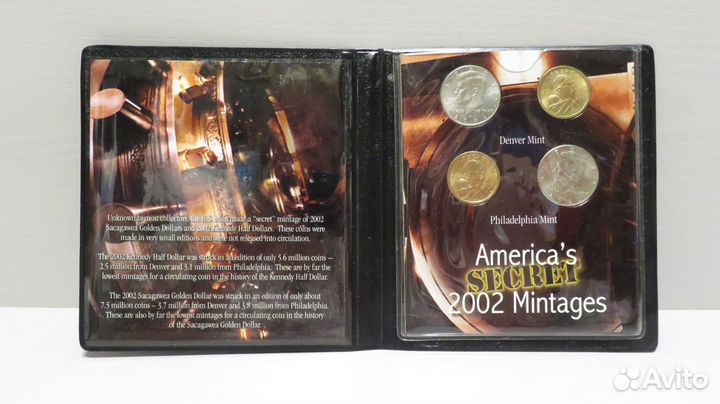 Unknown to most collectors, the U.S. Mint made a "secret" mintage of 2002
Sacagawea Golden Dollars and 2002 Kennedy Half Dollars. These coins were
made in very small editions and were not released into circulation.
The 2002 Kennedy Half Dollar was struck in an edition of only 5.6 million coins –
2.5 million from Denver and 3.1 million from Philadelphia. These are by far the
lowest mintages for a circulating coin in the history of the Kennedy Half Dollar.
The 2002 Sacagawea Golden Dollar was struck in an edition of only about
7.5 million coins – 3.7 million from Denver and 3.8 million from Philadelphia.
These are also by far the lowest mintages for a circulating coin in the history
of the Sacagawea Golden Dollar.
Denver Mint
Philadelphia Mint
America's
SECRET
2002 Mintages
Avito